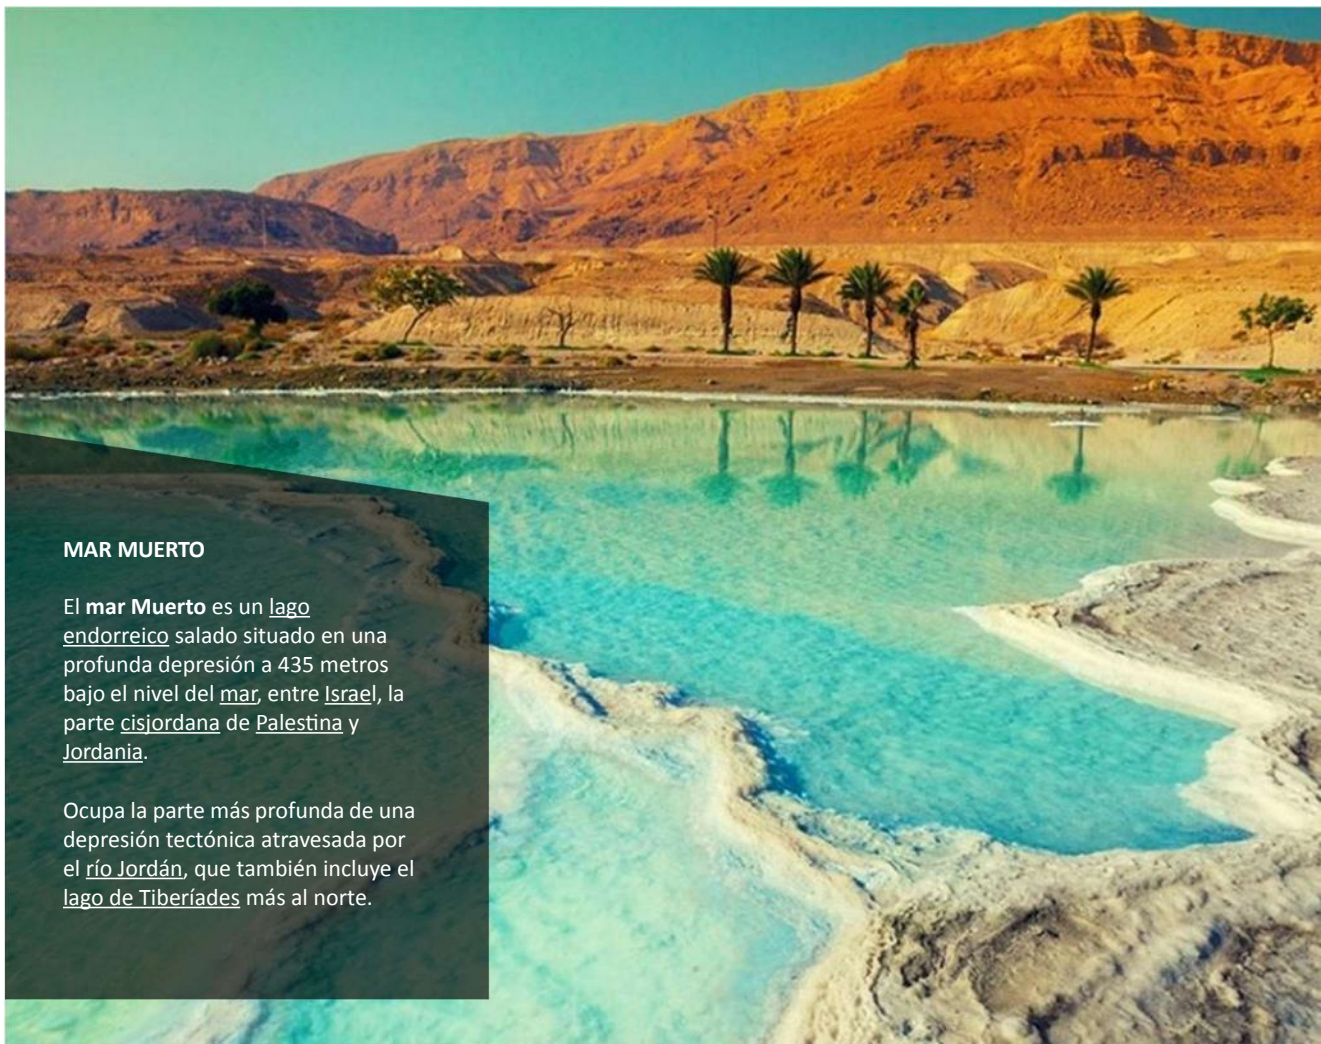 MAR MUERTO
El mar Muerto es un lago
endorreico salado situado en una
profunda depresión a 435 metros
bajo el nivel del mar, entre Israel, la
parte cisjordana de Palestina y
Jordania.
Ocupa la parte más profunda de una
depresión tectónica atravesada por
el río Jordán, que también incluye el
lago de Tiberíades más al norte.